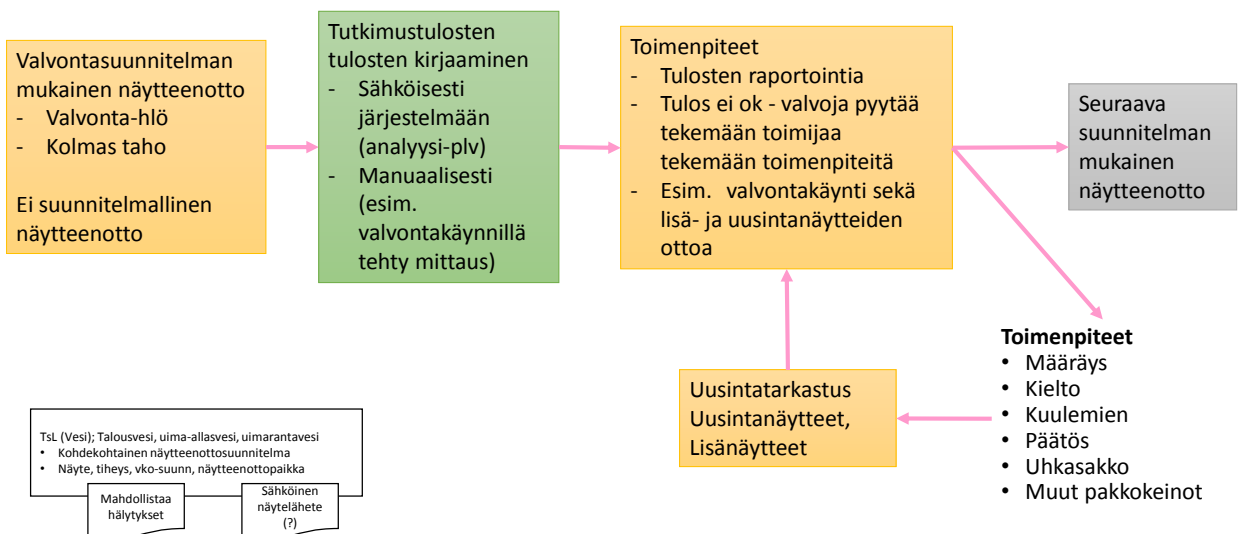 Valvontasuunnitelman
mukainen näytteenotto
- Valvonta-hlö
- Kolmas taho
Ei suunnitelmallinen
näytteenotto
Tutkimustulosten
tulosten kirjaaminen
- Sähköisesti
järjestelmään
(analyysi-plv)
- Manuaalisesti
(esim.
valvontakäynnillä
tehty mittaus)
Toimenpiteet
- Tulosten raportointia
- Tulos ei ok - valvoja pyytää
tekemään toimijaa
tekemään toimenpiteitä
- Esim. valvontakäynti sekä
lisä- ja uusintanäytteiden
ottoa
Seuraava
suunnitelman
mukainen
näytteenotto
Toimenpiteet
• Määräys
• Kielto
• Kuulemien
• Päätös
• Uhkasakko
• Muut pakkokeinot
Uusintatarkastus
Uusintanäytteet,
Lisänäytteet
TsL (Vesi); Talousvesi, uima-allasvesi, uimarantavesi
• Kohdekohtainen näytteenottosuunnitelma
• Näyte, tiheys, vko-suunn, näytteenottopaikka
Mahdollistaa
hälytykset
Sähköinen
näytelähete
(?)